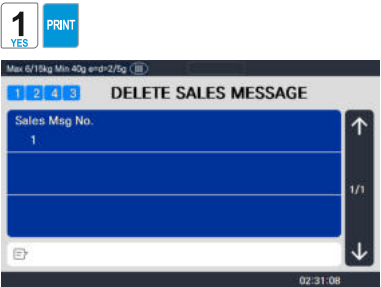 1
YES
PRINT
Max 6/15kg Min 40g e=d=2/5g (III)
1 2 4 3 DELETE SALES MESSAGE
Sales Msg No.
1
1/1
02:31:08